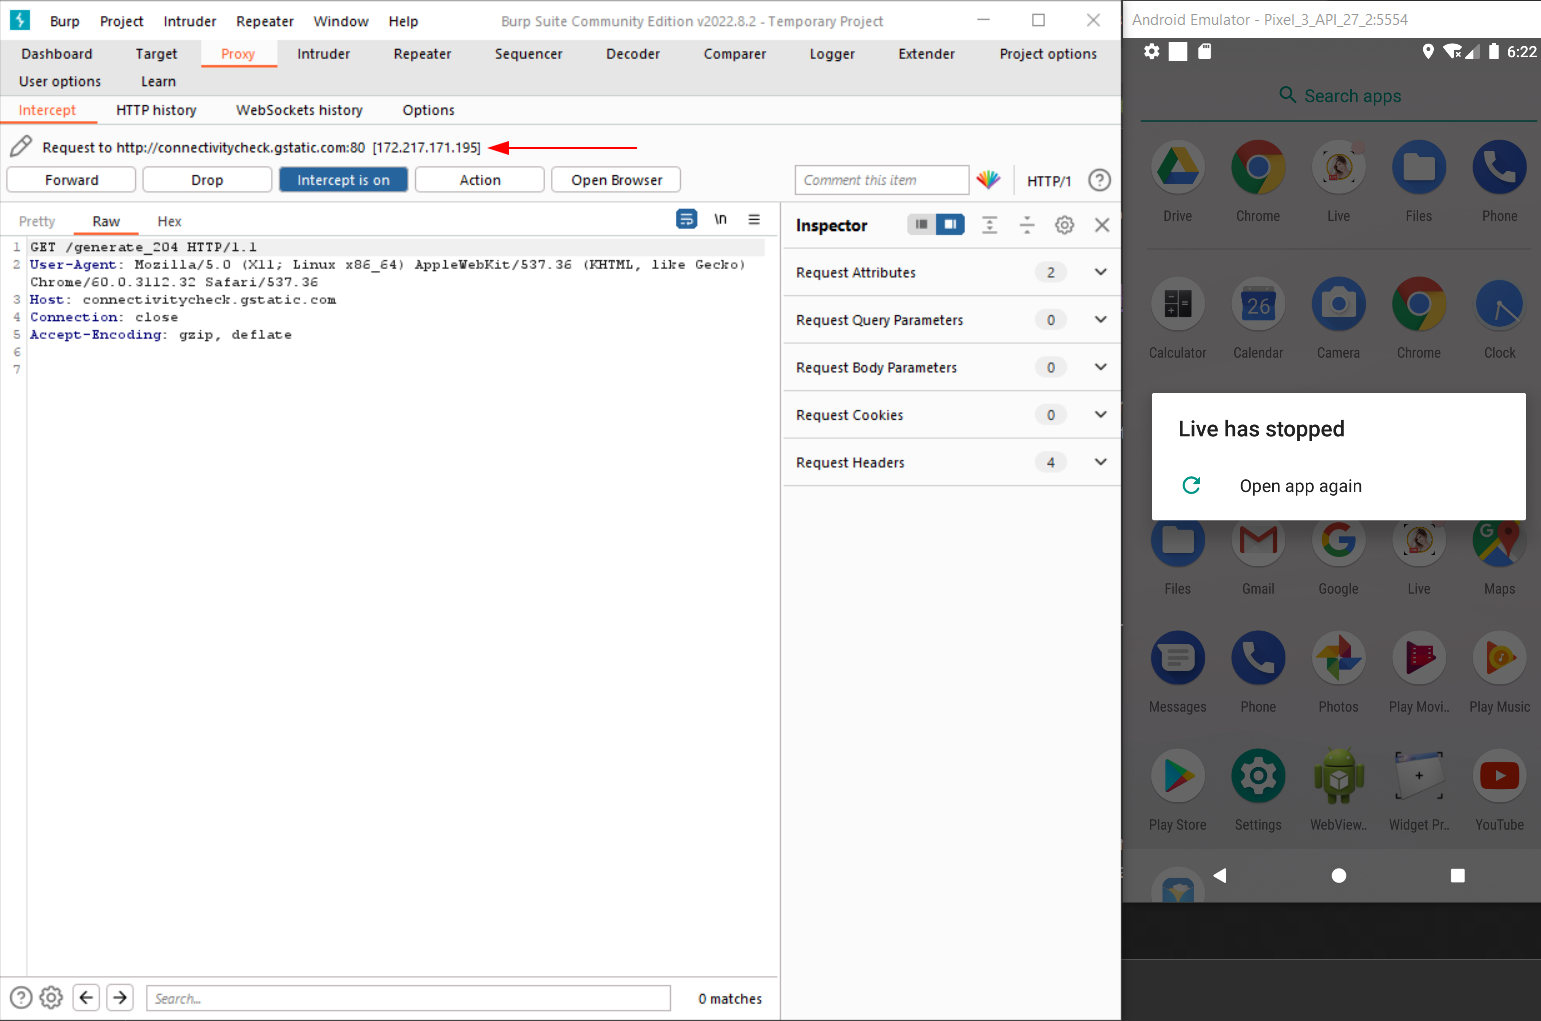 Burp Project Intruder Repeater Window Help Burp Suite Community Edition v2022.8.2 - Temporary Project
Dashboard Target Proxy Intruder Repeater Sequencer Decoder Comparer Logger Extender Project options
User options Learn
Intercept HTTP history WebSockets history Options
Request to http://connectivitycheck.gstatic.com:80 [172.217.171.195]
Forward Drop Intercept is on Action Open Browser Comment this item HTTP/1 ?
Pretty Raw Hex \n
1 GET /generate_204 HTTP/1.1
2 User-Agent: Mozilla/5.0 (X11; Linux x86_64) AppleWebKit/537.36 (KHTML, like Gecko)
Chrome/60.0.3112.32 Safari/537.36
3 Host: connectivitycheck.gstatic.com
4 Connection: close
5 Accept-Encoding: gzip, deflate
6
7
Inspector
Request Attributes 2
Request Query Parameters 0
Request Body Parameters 0
Request Cookies 0
Request Headers 4
? Search... 0 matches
Android Emulator - Pixel_3_API_27_2:5554
6:22
Search apps
Drive Chrome Live Files Phone
26
Calculator Calendar Camera Chrome Clock
Live has stopped
Open app again
Files Gmail Google Live Maps
Messages Phone Photos Play Movi.. Play Music
Play Store Settings WebView.. Widget Pr.. YouTube